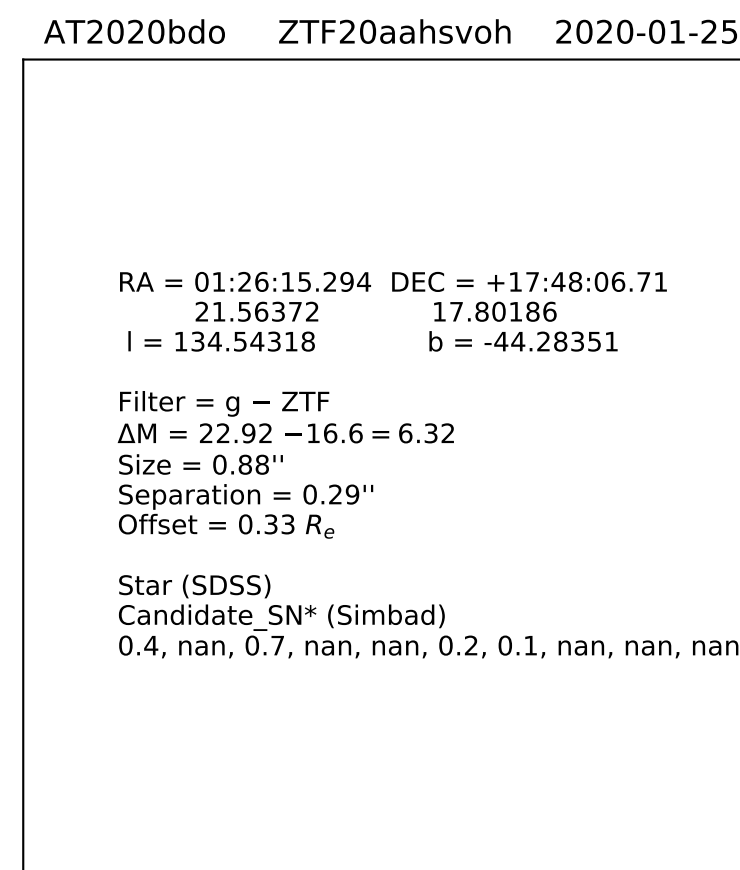 AT2020bdo ZTF20aahsvoh 2020-01-25
RA = 01:26:15.294 DEC = +17:48:06.71
21.56372 17.80186
l = 134.54318 b = -44.28351
Filter = g − ZTF
ΔM = 22.92 −16.6 = 6.32
Size = 0.88''
Separation = 0.29''
Offset = 0.33 Re
Star (SDSS)
Candidate_SN* (Simbad)
0.4, nan, 0.7, nan, nan, 0.2, 0.1, nan, nan, nan